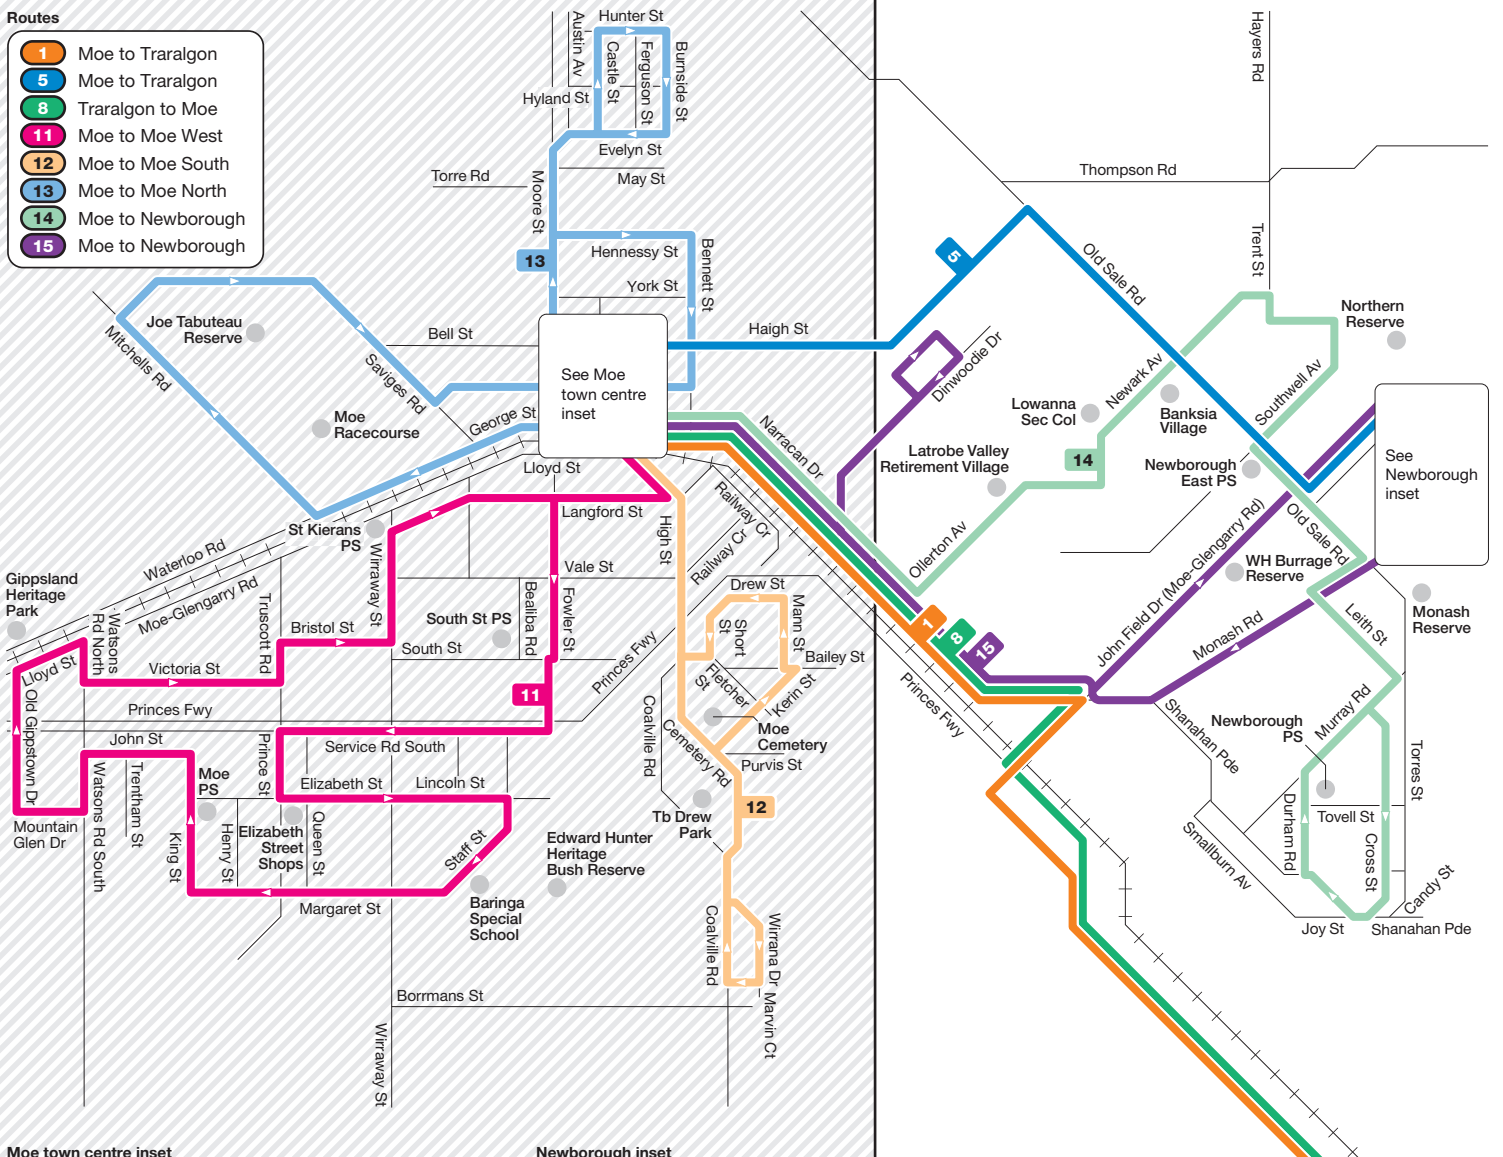 Routes
1 Moe to Traralgon
5 Moe to Traralgon
8 Traralgon to Moe
11 Moe to Moe West
12 Moe to Moe South
13 Moe to Moe North
14 Moe to Newborough
15 Moe to Newborough
Hunter St
Austin Av
Castle St
Ferguson St
Burnside St
Hyland St
Evelyn St
May St
Torre Rd
Moore St
Hennessy St
13
York St
Bennett St
Bell St
Haigh St
Joe Tabuteau
Reserve
Mitchells Rd
Saviges Rd
Moe
Racecourse
George St
See Moe
town centre
inset
Lloyd St
Langford St
St Kierans
PS
Waterloo Rd
Moe-Glengarry Rd
Gippsland
Heritage
Park
Watsons
Rd North
Lloyd St
Victoria St
Truscott Rd
Bristol St
Wirraway St
South St PS
South St
Bealiba Rd
Fowler St
Vale St
High St
Railway Cr
Railway Cr
Drew St
Short
St
Mann St
Bailey St
Fletcher
St
Kerin St
Princes Fwy
11
Princes Fwy
Old Gippstown Dr
John St
Prince St
Service Rd South
Moe
PS
Elizabeth St
Lincoln St
Mountain
Glen Dr
Watsons Rd South
Trentham St
King St
Henry St
Elizabeth
Street
Shops
Queen St
Staff St
Margaret St
Baringa
Special
School
Edward Hunter
Heritage
Bush Reserve
Coalville Rd
Cemetery Rd
Moe
Cemetery
Purvis St
12
Tb Drew
Park
Coalville Rd
Wirrana Dr
Marvin Ct
Borrmans St
Wirraway St
Hayers Rd
Thompson Rd
Trent St
5
Old Sale Rd
Northern
Reserve
Dinwoodie Dr
Newark Av
Lowanna
Sec Col
Banksia
Village
Southwell Av
Narracan Dr
Latrobe Valley
Retirement Village
14
Newborough
East PS
See
Newborough
inset
Ollerton Av
Old Sale Rd
John Field Dr (Moe-Glengarry Rd)
WH Burrage
Reserve
Monash
Reserve
1
8
15
Monash Rd
Leith St
Princes Fwy
Shanahan Pde
Murray Rd
Newborough
PS
Torres St
Durham Rd
Tovell St
Cross St
Smallburn Av
Candy St
Joy St
Shanahan Pde
Moe town centre inset
Newborough inset